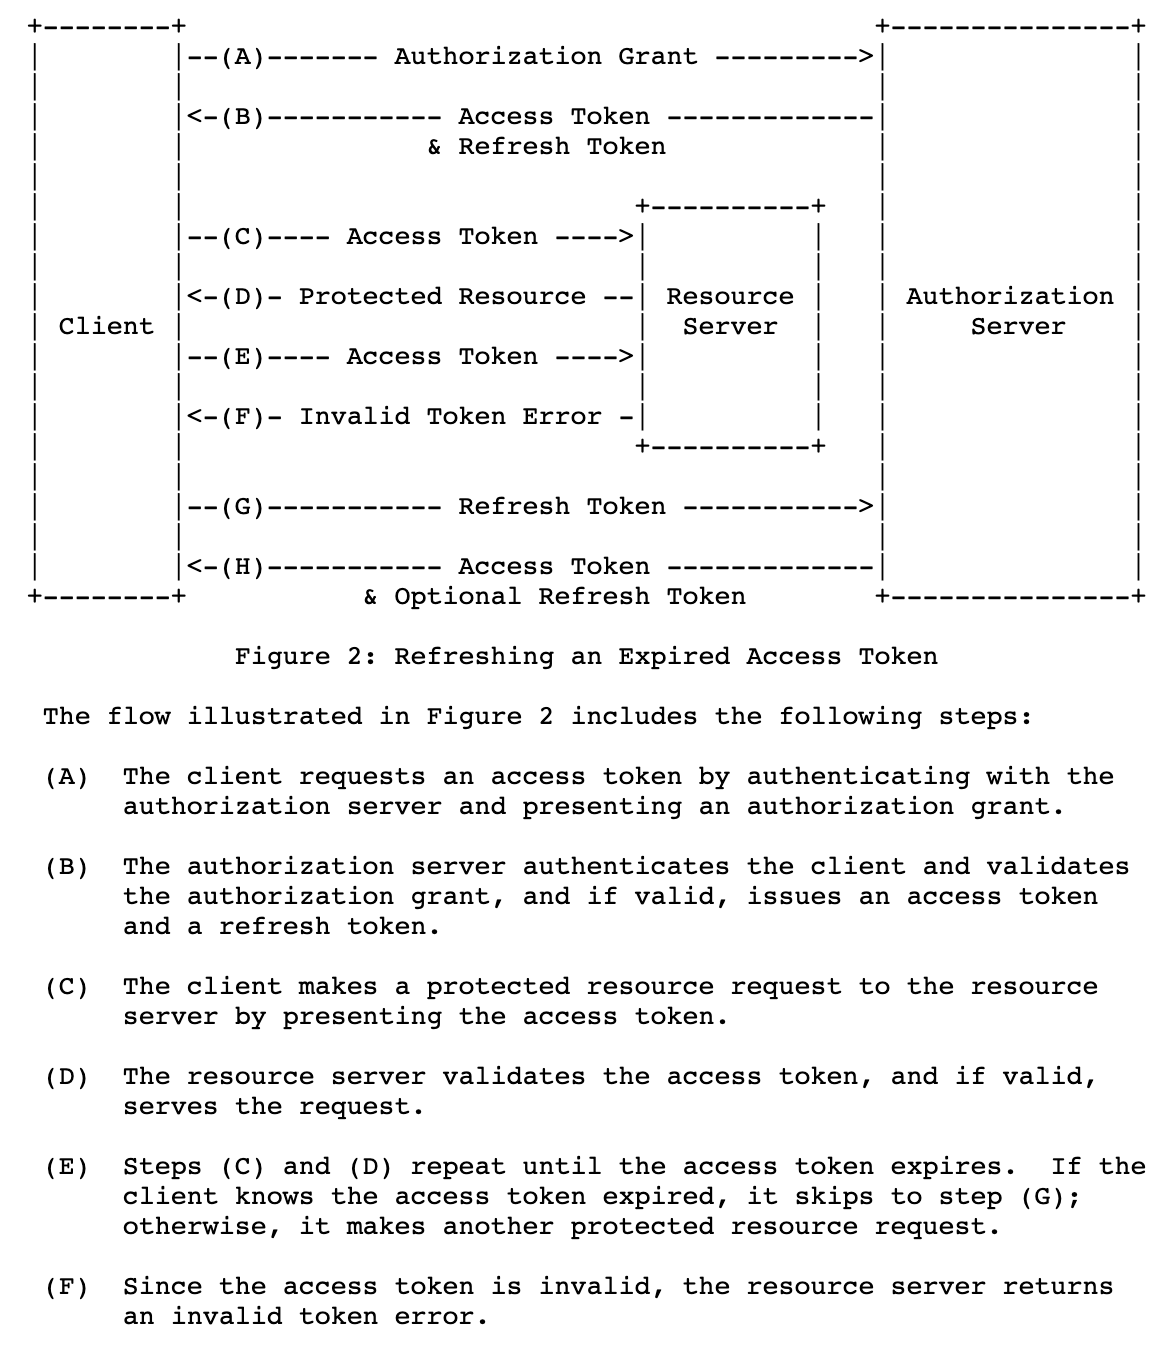 +--------+                                           +---------------+
|        |--(A)------- Authorization Grant --------->|               |
|        |                                           |               |
|        |<-(B)----------- Access Token -------------|               |
|        |               & Refresh Token             |               |
|        |                                           |               |
|        |                            +----------+   |               |
|        |--(C)---- Access Token ---->|          |   |               |
|        |                            |          |   |               |
|        |<-(D)- Protected Resource --| Resource |   | Authorization |
| Client |                            |  Server  |   |     Server    |
|        |--(E)---- Access Token ---->|          |   |               |
|        |                            |          |   |               |
|        |<-(F)- Invalid Token Error -|          |   |               |
|        |                            +----------+   |               |
|        |                                           |               |
|        |--(G)----------- Refresh Token ----------->|               |
|        |                                           |               |
|        |<-(H)----------- Access Token -------------|               |
+--------+           & Optional Refresh Token        +---------------+
Figure 2: Refreshing an Expired Access Token
The flow illustrated in Figure 2 includes the following steps:
(A)  The client requests an access token by authenticating with the
authorization server and presenting an authorization grant.
(B)  The authorization server authenticates the client and validates
the authorization grant, and if valid, issues an access token
and a refresh token.
(C)  The client makes a protected resource request to the resource
server by presenting the access token.
(D)  The resource server validates the access token, and if valid,
serves the request.
(E)  Steps (C) and (D) repeat until the access token expires.  If the
client knows the access token expired, it skips to step (G);
otherwise, it makes another protected resource request.
(F)  Since the access token is invalid, the resource server returns
an invalid token error.